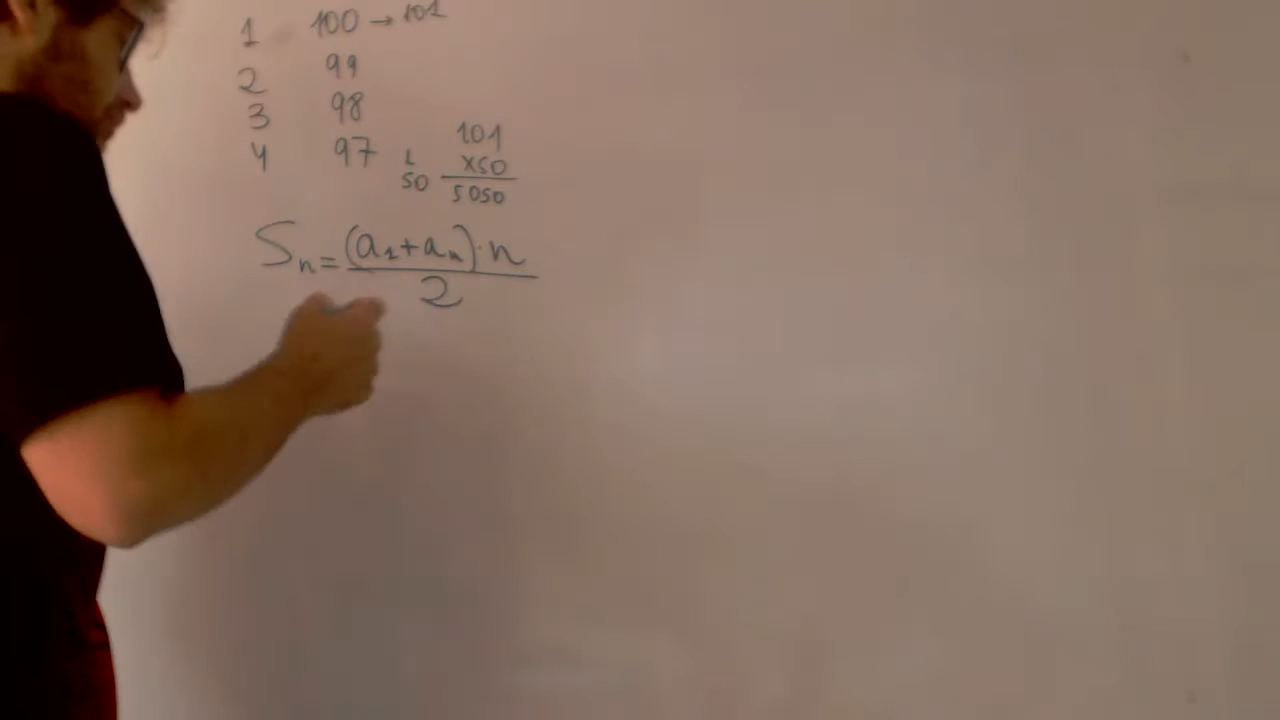 1 100 → 101
2 99
3 98
4 97
50
101
x50
5050
Sn = (a1 + an) · n
2